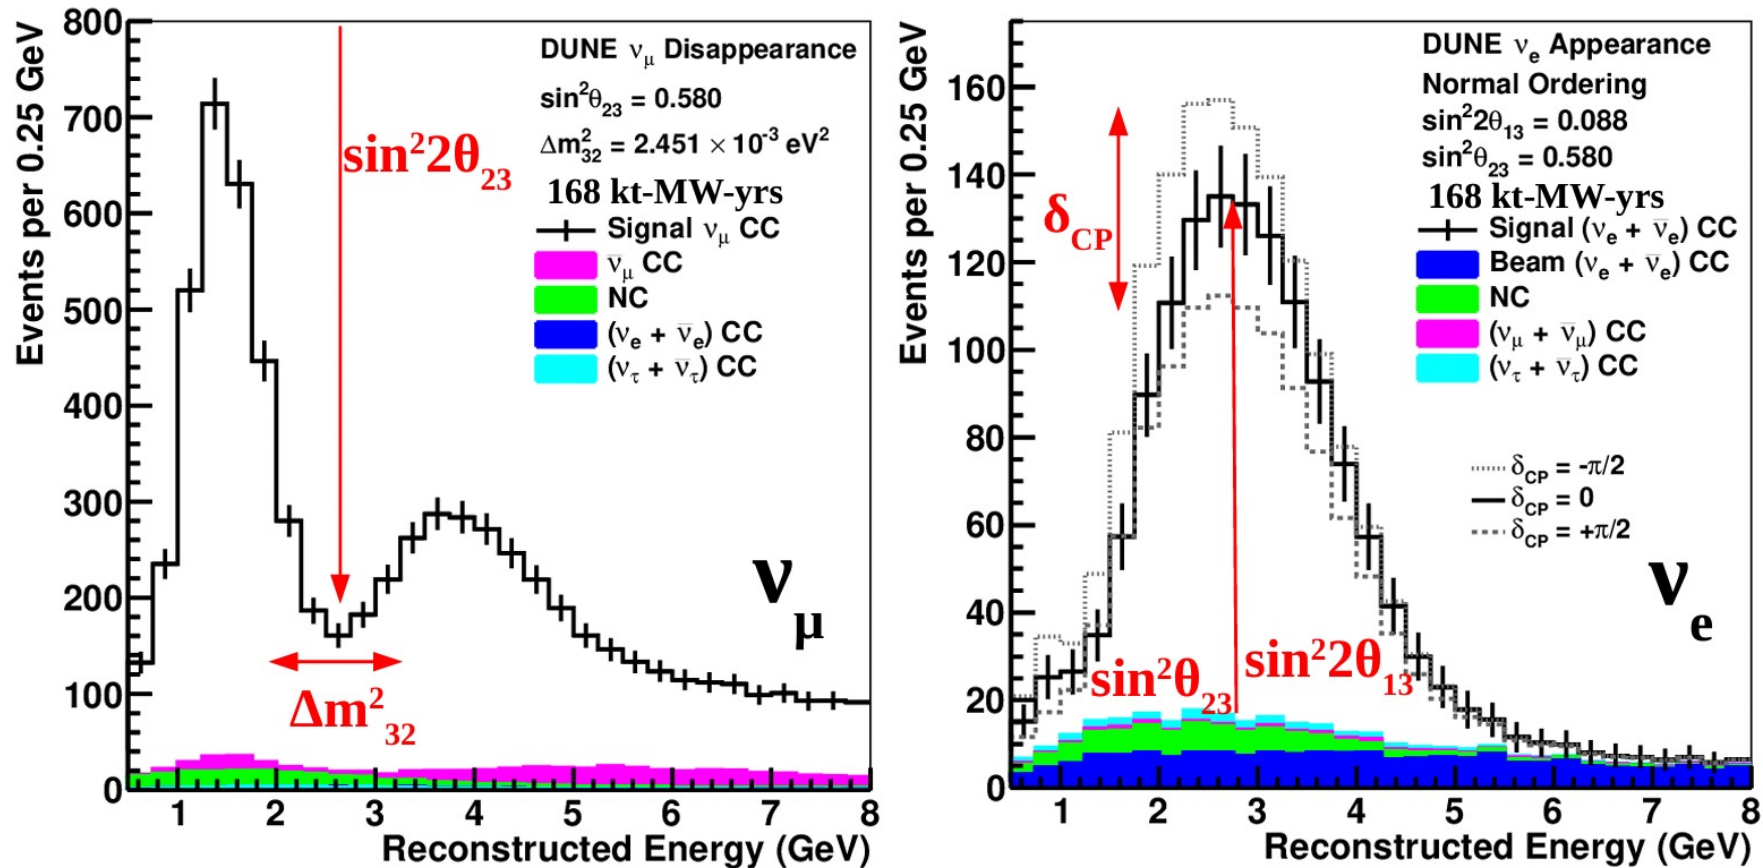 DUNE νμ Disappearance
sin²θ23 = 0.580
Δm²32 = 2.451 × 10⁻³ eV²
168 kt-MW-yrs
Signal νμ CC
ν̄μ CC
NC
(νe + ν̄e) CC
(ντ + ν̄τ) CC
sin²2θ23
Δm²32
νμ
Events per 0.25 GeV
800
700
600
500
400
300
200
100
0
1 2 3 4 5 6 7 8
Reconstructed Energy (GeV)
DUNE νe Appearance
Normal Ordering
sin²2θ13 = 0.088
sin²θ23 = 0.580
168 kt-MW-yrs
Signal (νe + ν̄e) CC
Beam (νe + ν̄e) CC
NC
(νμ + ν̄μ) CC
(ντ + ν̄τ) CC
δCP = -π/2
δCP = 0
δCP = +π/2
δCP
sin²θ23
sin²2θ13
νe
Events per 0.25 GeV
160
140
120
100
80
60
40
20
0
1 2 3 4 5 6 7 8
Reconstructed Energy (GeV)